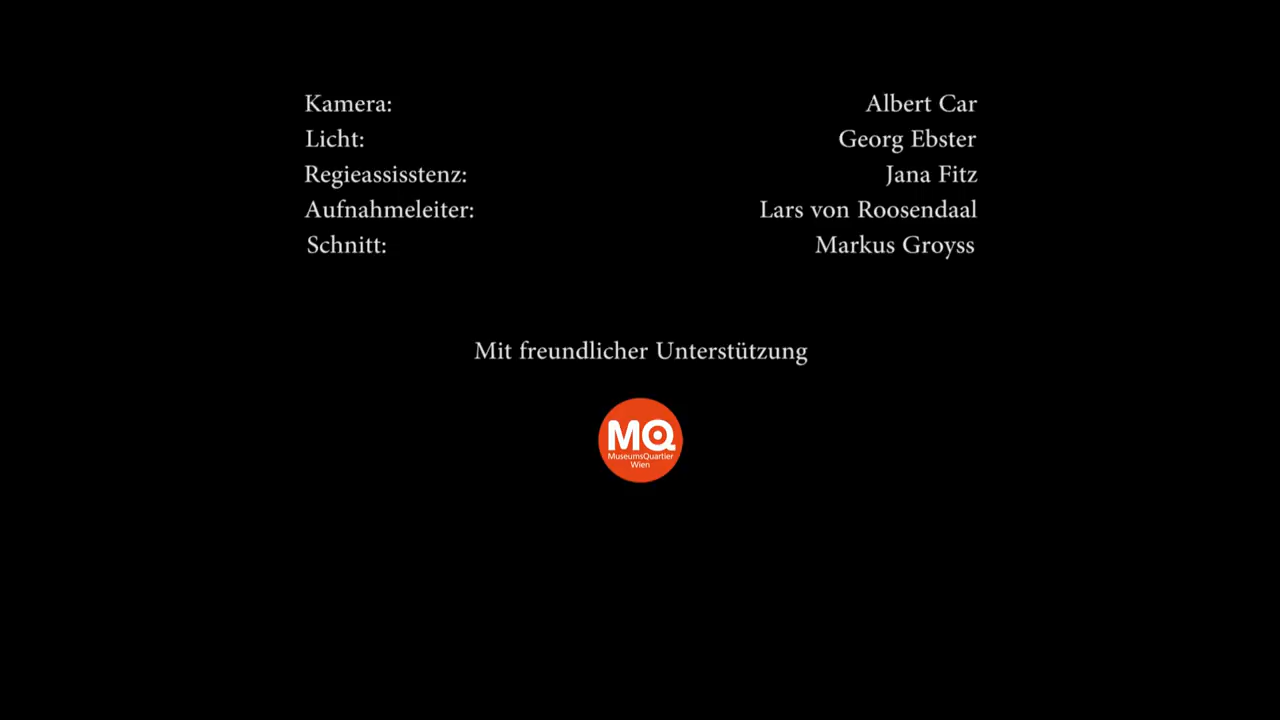 Kamera: Albert Car
Licht: Georg Ebster
Regieassisstenz: Jana Fitz
Aufnahmeleiter: Lars von Roosendaal
Schnitt: Markus Groyss
Mit freundlicher Unterstützung
MQ
MuseumsQuartier
Wien